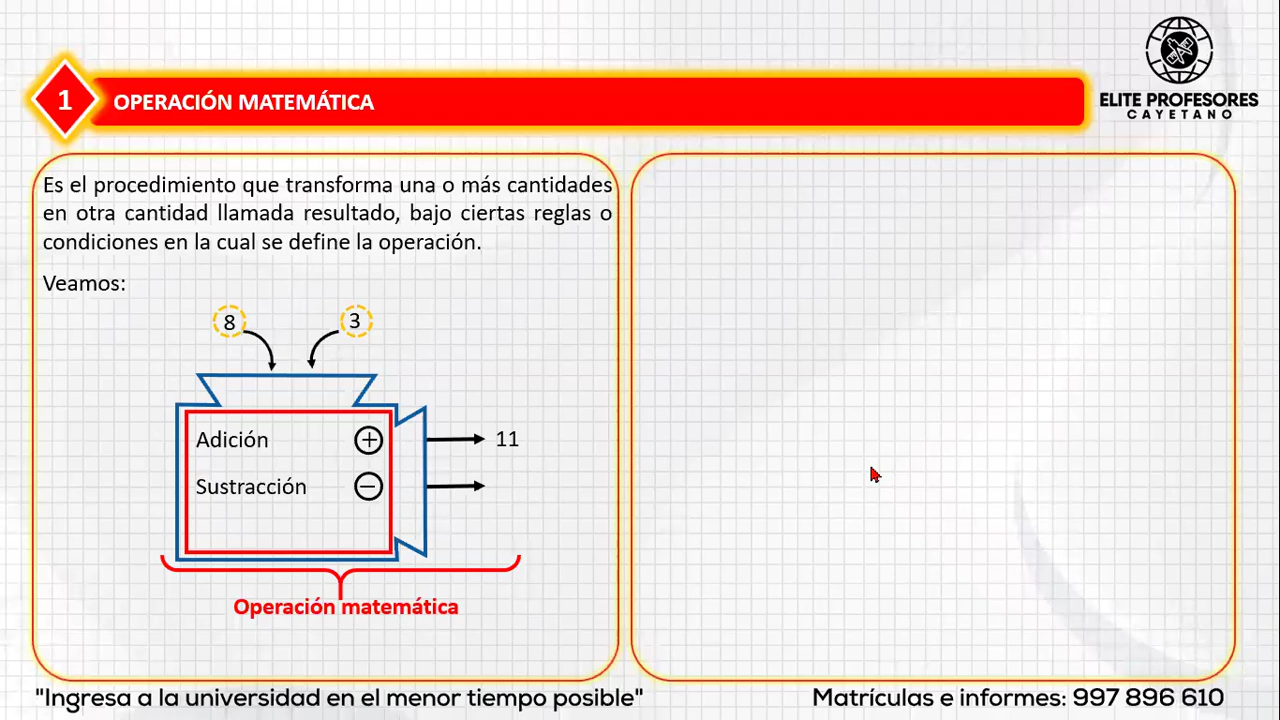 1
OPERACIÓN MATEMÁTICA
ELITE PROFESORES
CAYETANO
Es el procedimiento que transforma una o más cantidades
en otra cantidad llamada resultado, bajo ciertas reglas o
condiciones en la cual se define la operación.
Veamos:
8 3
Adición + 11
Sustracción −
Operación matemática
"Ingresa a la universidad en el menor tiempo posible"
Matrículas e informes: 997 896 610